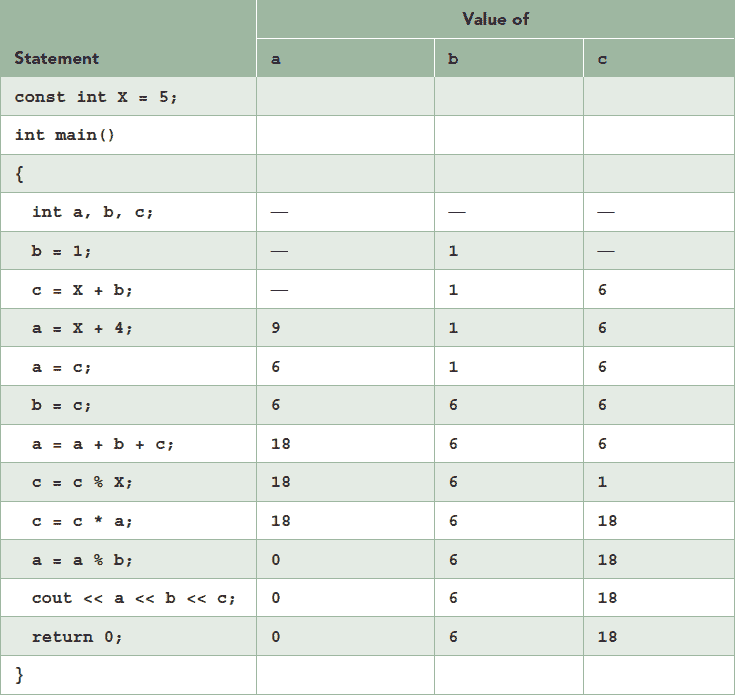 Value of
Statement a b c
const int X = 5;
int main()
{
int a, b, c; — — —
b = 1; — 1 —
c = X + b; — 1 6
a = X + 4; 9 1 6
a = c; 6 1 6
b = c; 6 6 6
a = a + b + c; 18 6 6
c = c % X; 18 6 1
c = c * a; 18 6 18
a = a % b; 0 6 18
cout << a << b << c; 0 6 18
return 0; 0 6 18
}